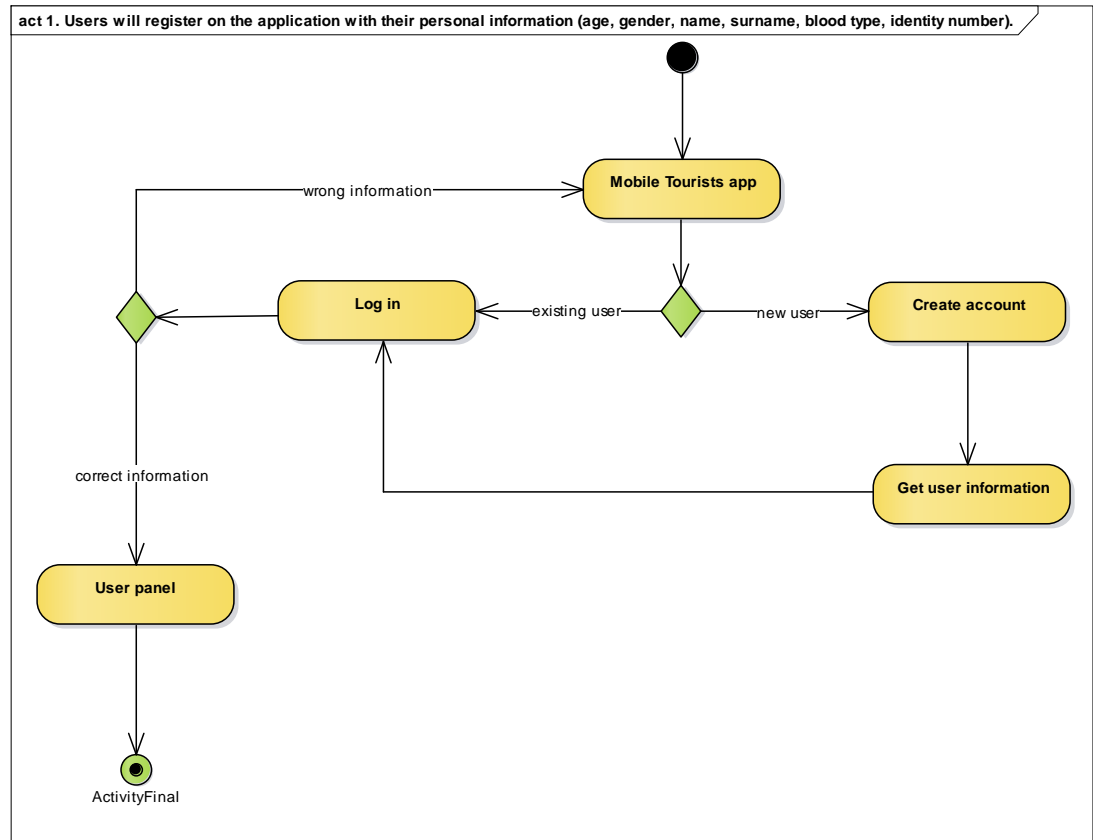 act 1. Users will register on the application with their personal information (age, gender, name, surname, blood type, identity number).
Mobile Tourists app
wrong information
Log in
existing user
new user
Create account
correct information
Get user information
User panel
ActivityFinal